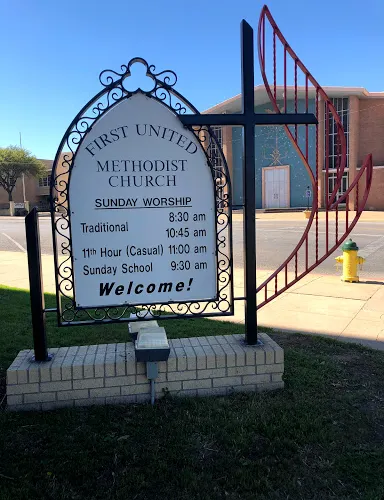 FIRST UNITED
METHODIST
CHURCH
SUNDAY WORSHIP
8:30 am
Traditional 10:45 am
11th Hour (Casual) 11:00 am
Sunday School 9:30 am
Welcome!